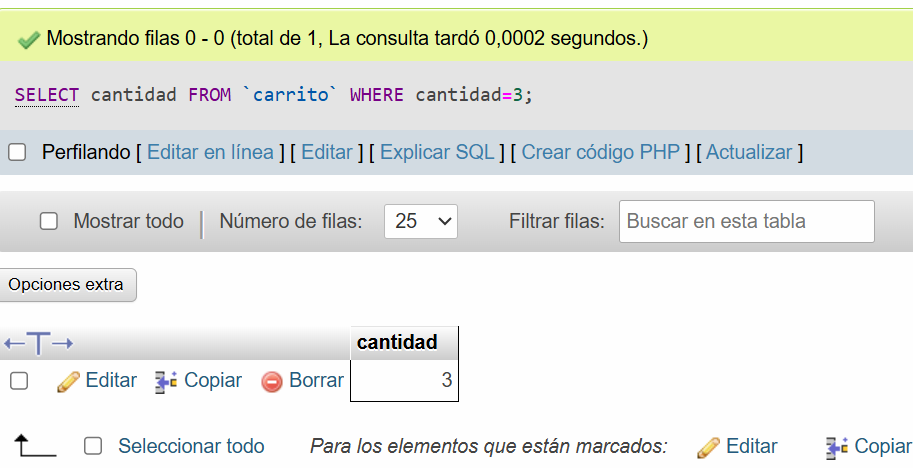 Mostrando filas 0 - 0 (total de 1, La consulta tardó 0,0002 segundos.)
SELECT cantidad FROM `carrito` WHERE cantidad=3;
Perfilando [ Editar en línea ] [ Editar ] [ Explicar SQL ] [ Crear código PHP ] [ Actualizar ]
Mostrar todo | Número de filas: 25 Filtrar filas: Buscar en esta tabla
Opciones extra
cantidad
Editar Copiar Borrar 3
Seleccionar todo Para los elementos que están marcados: Editar Copiar